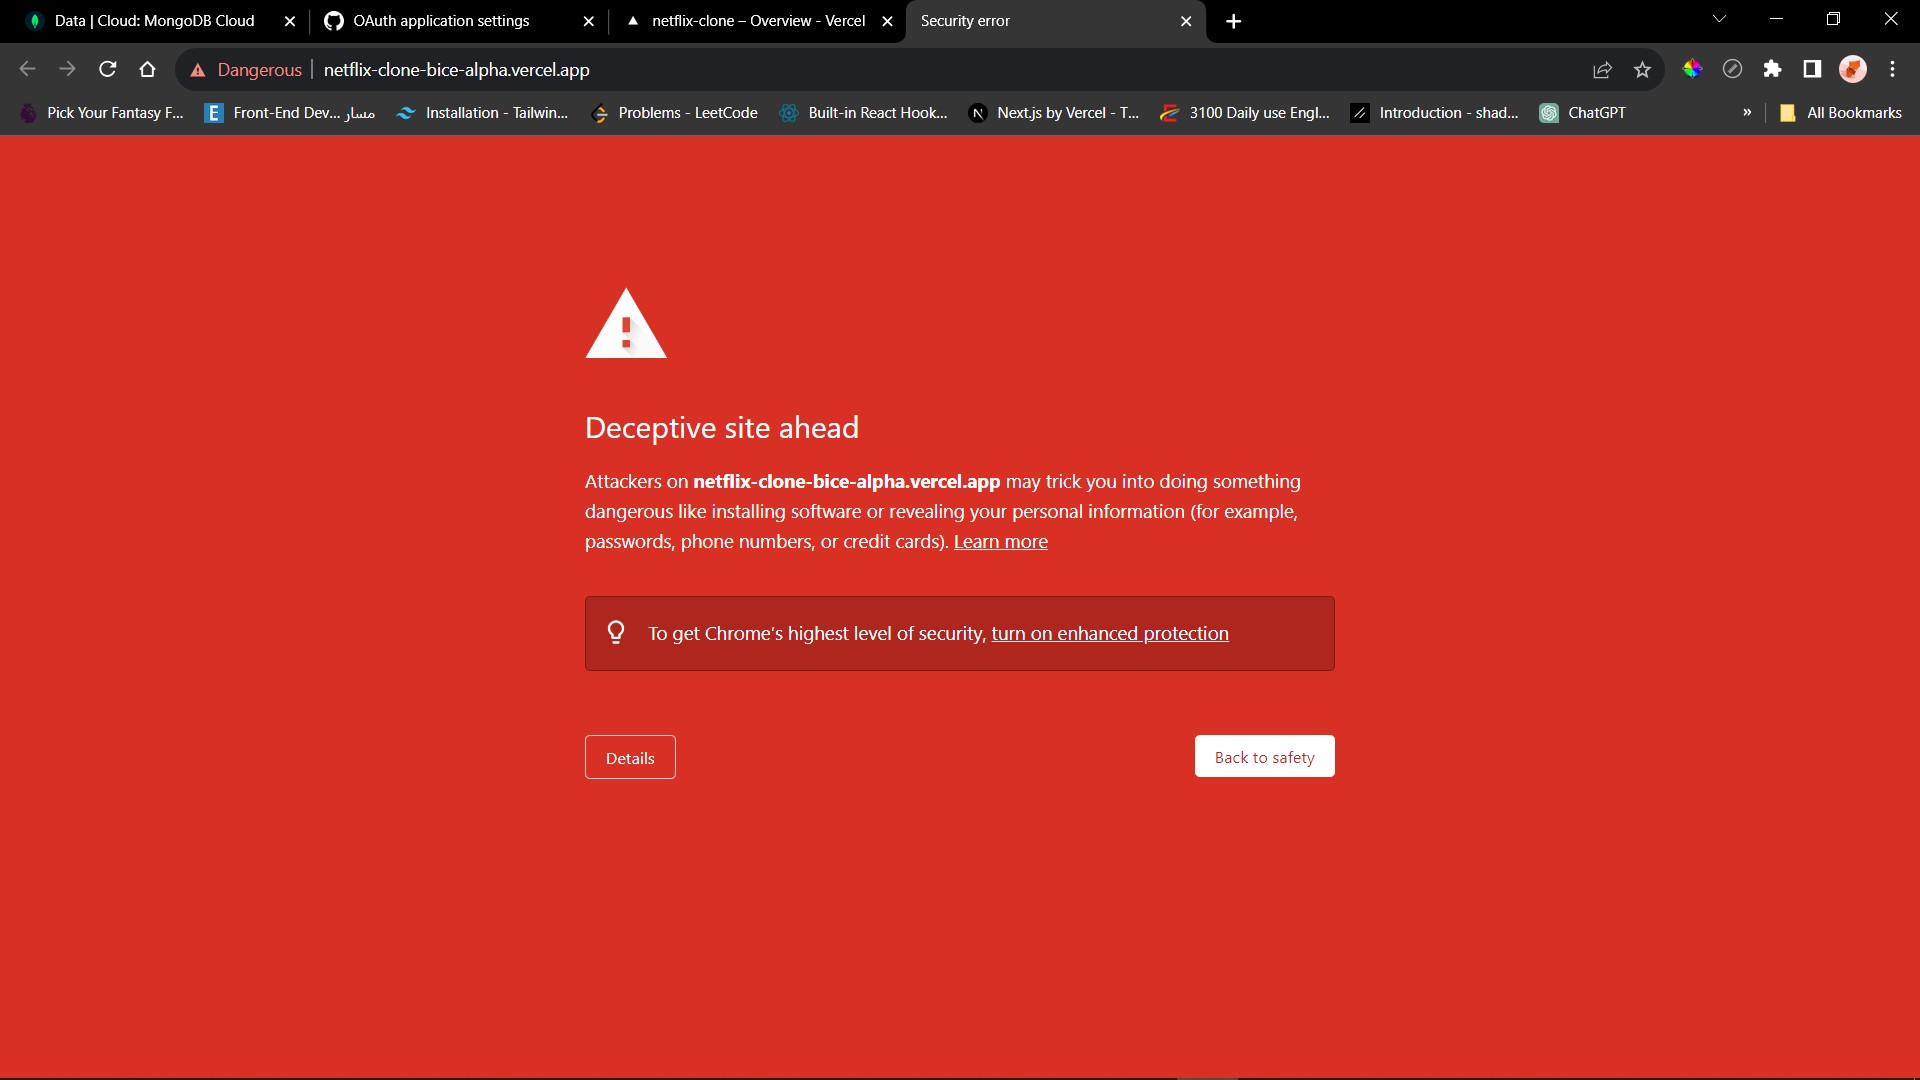 Data | Cloud: MongoDB Cloud
OAuth application settings
netflix-clone – Overview - Vercel
Security error
Dangerous
netflix-clone-bice-alpha.vercel.app
Pick Your Fantasy F...
Front-End Dev... مسار
Installation - Tailwin...
Problems - LeetCode
Built-in React Hook...
Next.js by Vercel - T...
3100 Daily use Engl...
Introduction - shad...
ChatGPT
»
All Bookmarks
Deceptive site ahead
Attackers on netflix-clone-bice-alpha.vercel.app may trick you into doing something
dangerous like installing software or revealing your personal information (for example,
passwords, phone numbers, or credit cards). Learn more
To get Chrome's highest level of security, turn on enhanced protection
Details
Back to safety